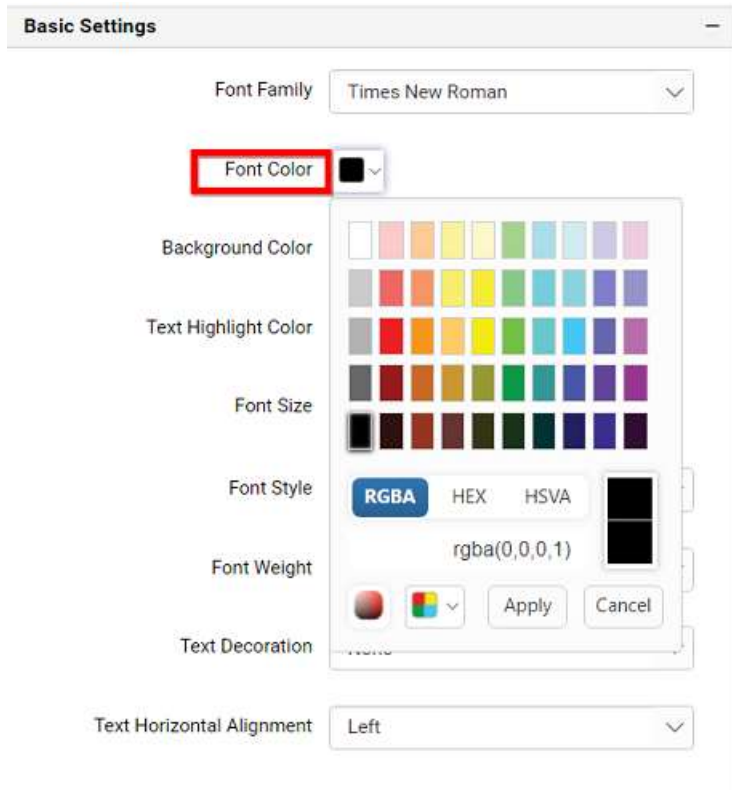 Basic Settings
Font Family Times New Roman
Font Color
Background Color
Text Highlight Color
Font Size
Font Style
RGBA HEX HSVA
rgba(0,0,0,1)
Font Weight
Apply Cancel
Text Decoration
Text Horizontal Alignment Left